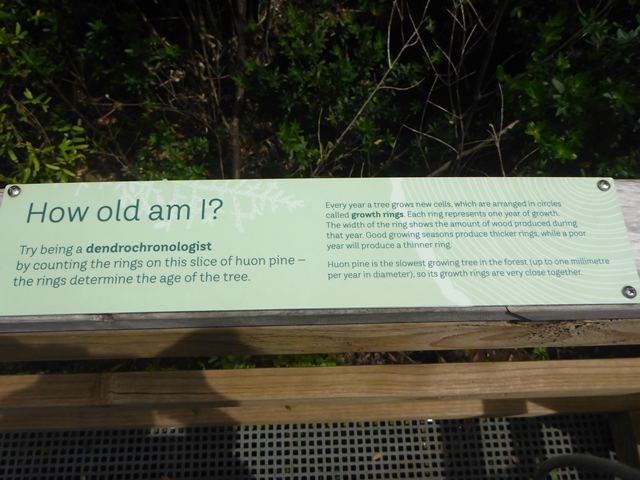 How old am I?
Try being a dendrochronologist
by counting the rings on this slice of huon pine –
the rings determine the age of the tree.
Every year a tree grows new cells, which are arranged in circles
called growth rings. Each ring represents one year of growth.
The width of the ring shows the amount of wood produced during
that year. Good growing seasons produce thicker rings, while a poor
year will produce a thinner ring.
Huon pine is the slowest growing tree in the forest (up to one millimetre
per year in diameter), so its growth rings are very close together.